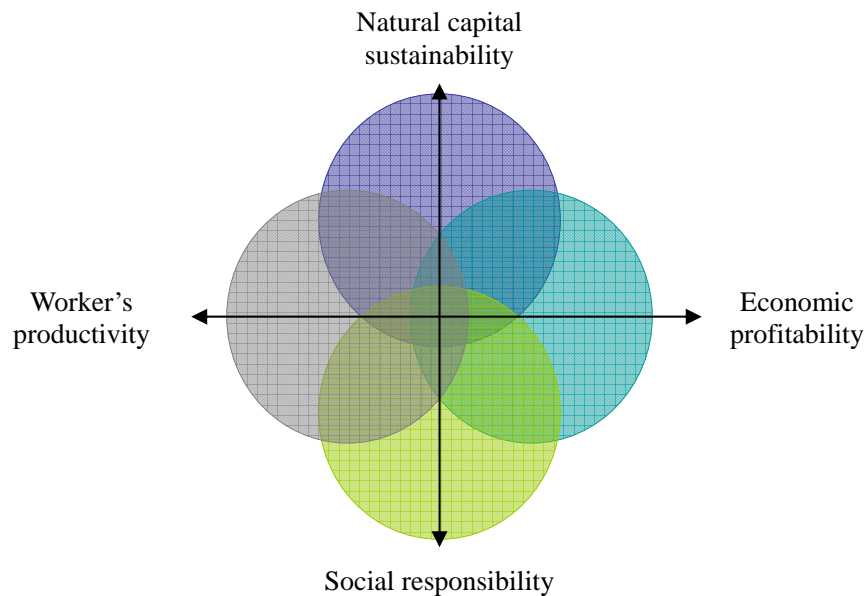 Natural capital
sustainability
Worker’s
productivity
Economic
profitability
Social responsibility